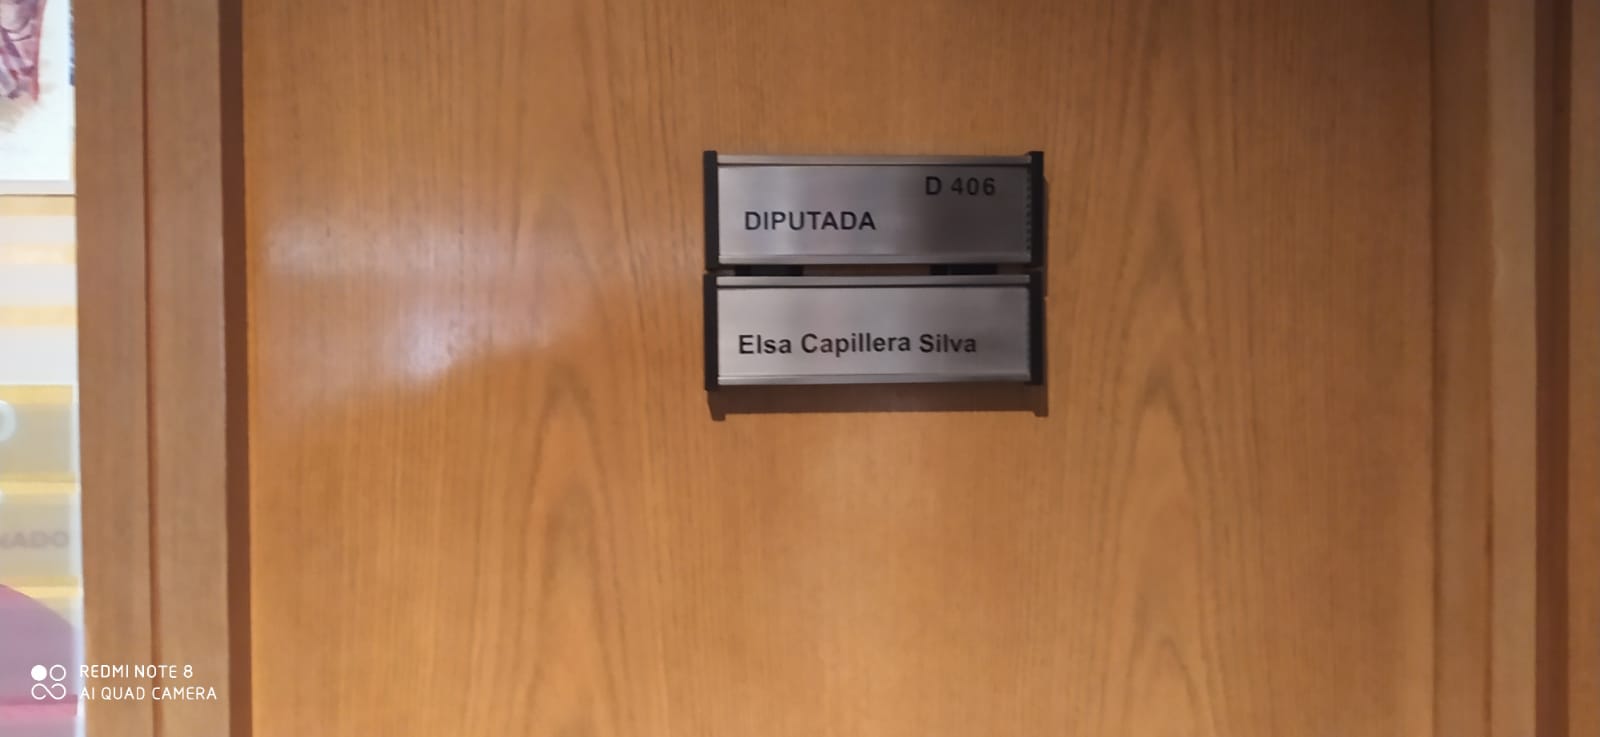 D 406
DIPUTADA
Elsa Capillera Silva
REDMI NOTE 8
AI QUAD CAMERA